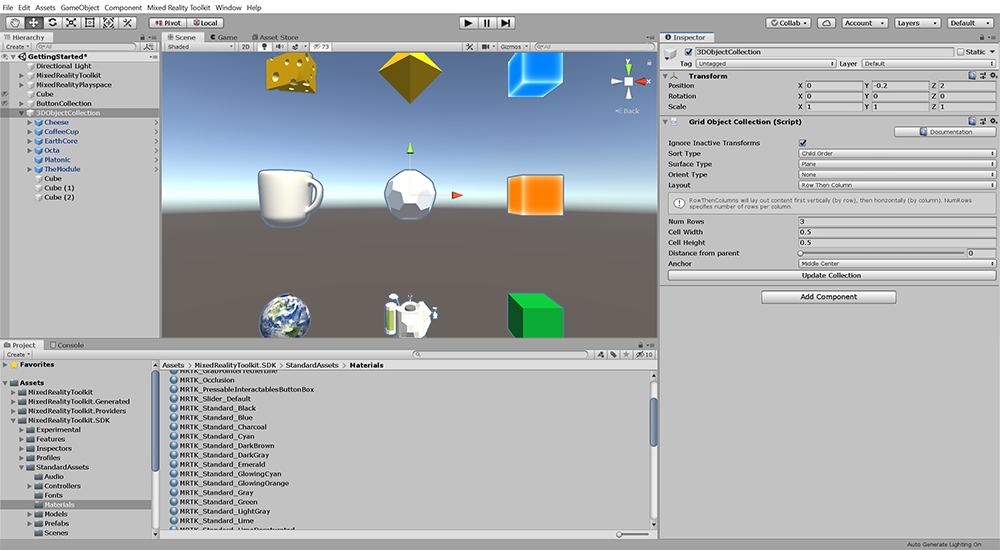 File Edit Assets GameObject Component Mixed Reality Toolkit Window Help
Pivot Local Collab Account Layers Default
Hierarchy
Create All
GettingStarted*
Directional Light
MixedRealityToolkit
MixedRealityPlayspace
Cube
ButtonCollection
3DObjectCollection
Cheese
CoffeeCup
EarthCore
Octa
Platonic
TheModule
Cube
Cube (1)
Cube (2)
Scene Game Asset Store
Shaded 2D 73 Gizmos All
y
x
Back
Inspector
3DObjectCollection Static
Tag Untagged Layer Default
Transform
Position X 0 Y -0.2 Z 2
Rotation X 0 Y 0 Z 0
Scale X 1 Y 1 Z 1
Grid Object Collection (Script)
Documentation
Ignore Inactive Transforms
Sort Type Child Order
Surface Type Plane
Orient Type None
Layout Row Then Column
RowThenColumns will lay out content first vertically (by row), then horizontally (by column). NumRows
specifies number of rows per column.
Num Rows 3
Cell Width 0.5
Cell Height 0.5
Distance from parent 0
Anchor Middle Center
Update Collection
Add Component
Project Console
Create 10
Favorites
Assets
MixedRealityToolkit
MixedRealityToolkit.Generated
MixedRealityToolkit.Providers
MixedRealityToolkit.SDK
Experimental
Features
Inspectors
Profiles
StandardAssets
Audio
Controllers
Fonts
Materials
Models
Prefabs
Scenes
Assets MixedRealityToolkit.SDK StandardAssets Materials
MRTK_GrabPointerTetherLine
MRTK_Occlusion
MRTK_PressableInteractablesButtonBox
MRTK_Slider_Default
MRTK_Standard_Black
MRTK_Standard_Blue
MRTK_Standard_Charcoal
MRTK_Standard_Cyan
MRTK_Standard_DarkBrown
MRTK_Standard_DarkGray
MRTK_Standard_Emerald
MRTK_Standard_GlowingCyan
MRTK_Standard_GlowingOrange
MRTK_Standard_Gray
MRTK_Standard_Green
MRTK_Standard_LightGray
MRTK_Standard_Lime
MRTK_Standard_LimeDesaturated
Auto Generate Lighting On